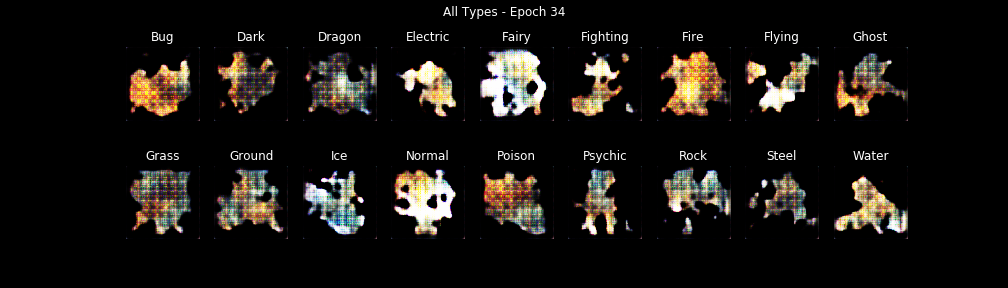 All Types - Epoch 34
Bug Dark Dragon Electric Fairy Fighting Fire Flying Ghost
Grass Ground Ice Normal Poison Psychic Rock Steel Water